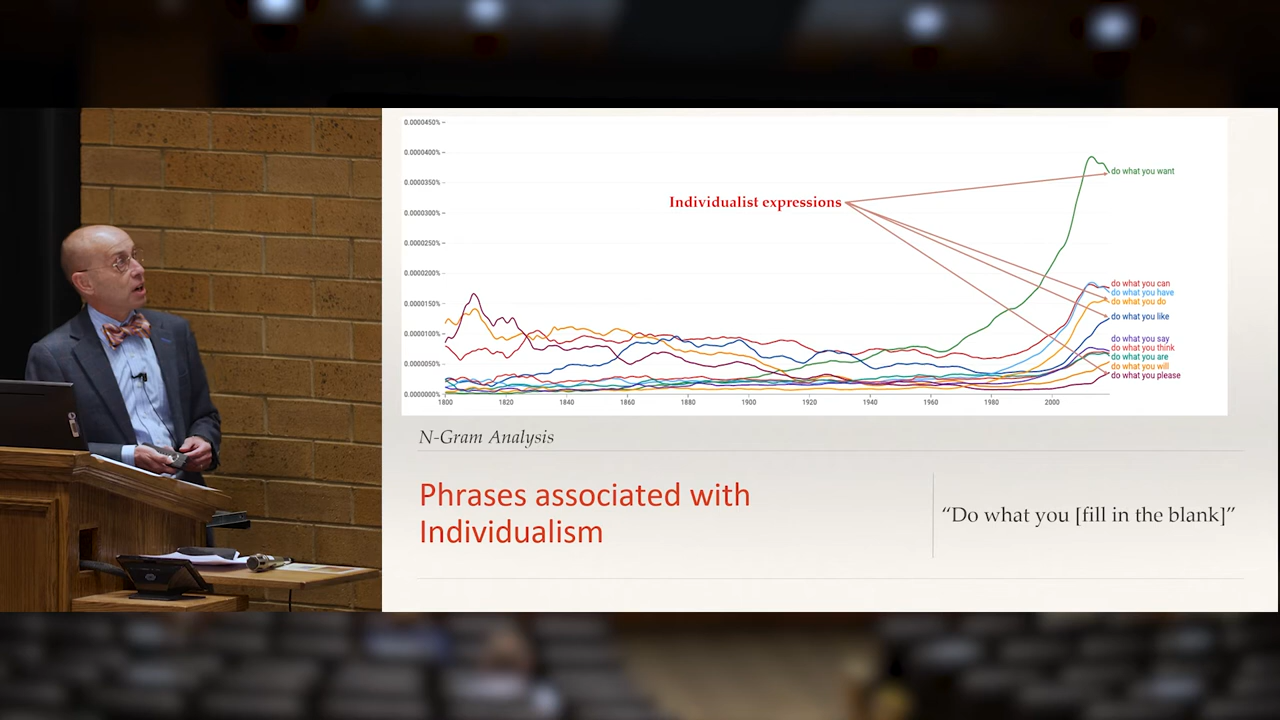 0.0000450%
0.0000400%
0.0000350%
0.0000300%
0.0000250%
0.0000200%
0.0000150%
0.0000100%
0.0000050%
0.0000000%
1800 1820 1840 1860 1880 1900 1920 1940 1960 1980 2000
Individualist expressions
do what you want
do what you can
do what you have
do what you do
do what you like
do what you say
do what you think
do what you are
do what you will
do what you please
N-Gram Analysis
Phrases associated with
Individualism
“Do what you [fill in the blank]”